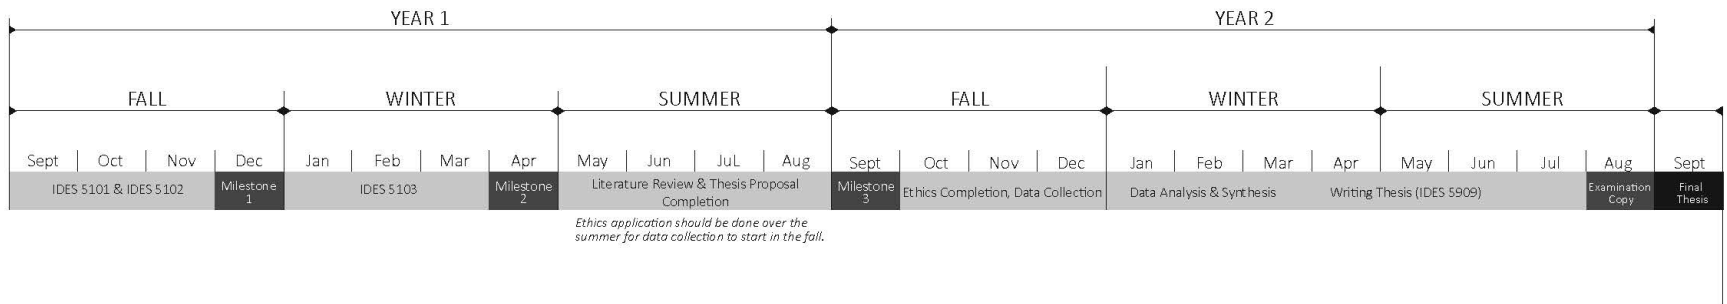 YEAR 1
YEAR 2
FALL
WINTER
SUMMER
FALL
WINTER
SUMMER
Sept Oct Nov Dec Jan Feb Mar Apr May Jun JuL Aug Sept Oct Nov Dec Jan Feb Mar Apr May Jun Jul Aug Sept
IDES 5101 & IDES 5102
Milestone
1
IDES 5103
Milestone
2
Literature Review & Thesis Proposal
Completion
Milestone
3
Ethics Completion, Data Collection
Data Analysis & Synthesis
Writing Thesis (IDES 5909)
Examination
Copy
Final
Thesis
Ethics application should be done over the
summer for data collection to start in the fall.